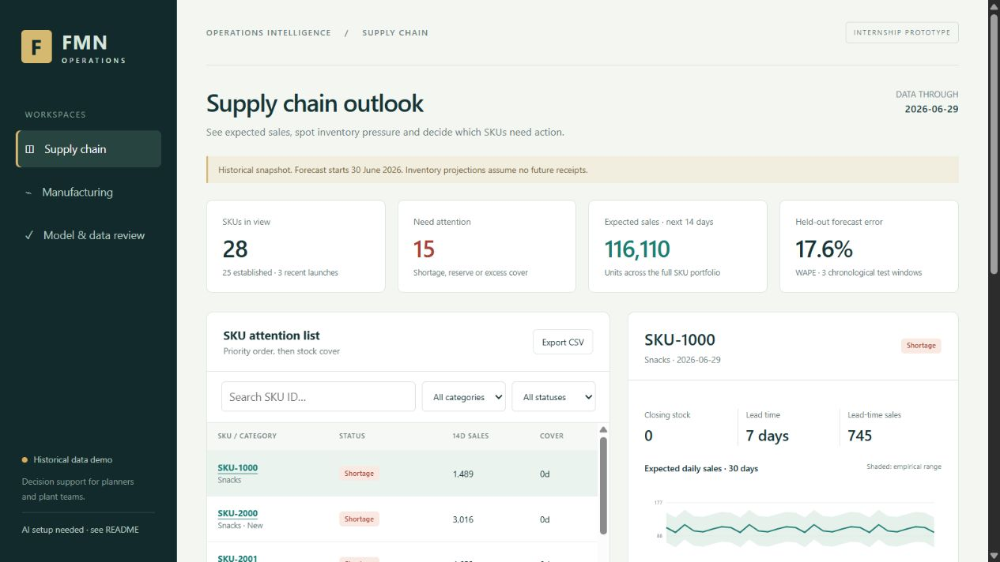 F
FMN
OPERATIONS
WORKSPACES
Supply chain
Manufacturing
Model & data review
Historical data demo
Decision support for planners
and plant teams.
AI setup needed · see README
OPERATIONS INTELLIGENCE / SUPPLY CHAIN
INTERNSHIP PROTOTYPE
Supply chain outlook
See expected sales, spot inventory pressure and decide which SKUs need action.
DATA THROUGH
2026-06-29
Historical snapshot. Forecast starts 30 June 2026. Inventory projections assume no future receipts.
SKUs in view
28
25 established · 3 recent launches
Need attention
15
Shortage, reserve or excess cover
Expected sales · next 14 days
116,110
Units across the full SKU portfolio
Held-out forecast error
17.6%
WAPE · 3 chronological test windows
SKU attention list
Priority order, then stock cover
Export CSV
Search SKU ID...
All categories
All statuses
SKU / CATEGORY STATUS 14D SALES COVER
SKU-1000
Snacks
Shortage
1,489
0d
SKU-2000
Snacks · New
Shortage
3,016
0d
SKU-2001
SKU-1000
Snacks · 2026-06-29
Shortage
Closing stock
0
Lead time
7 days
Lead-time sales
745
Expected daily sales · 30 days
Shaded: empirical range
177
88